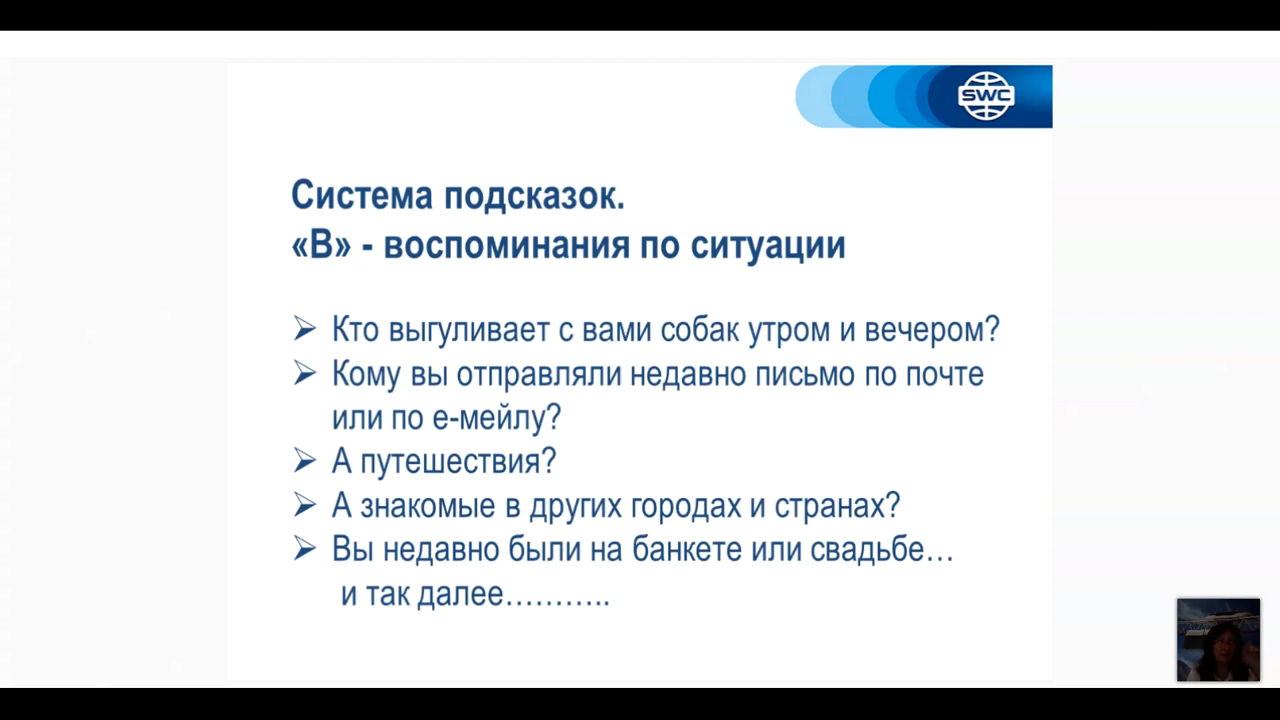 SWC
Система подсказок.
«В» - воспоминания по ситуации
➢ Кто выгуливает с вами собак утром и вечером?
➢ Кому вы отправляли недавно письмо по почте
или по е-мейлу?
➢ А путешествия?
➢ А знакомые в других городах и странах?
➢ Вы недавно были на банкете или свадьбе…
и так далее………..